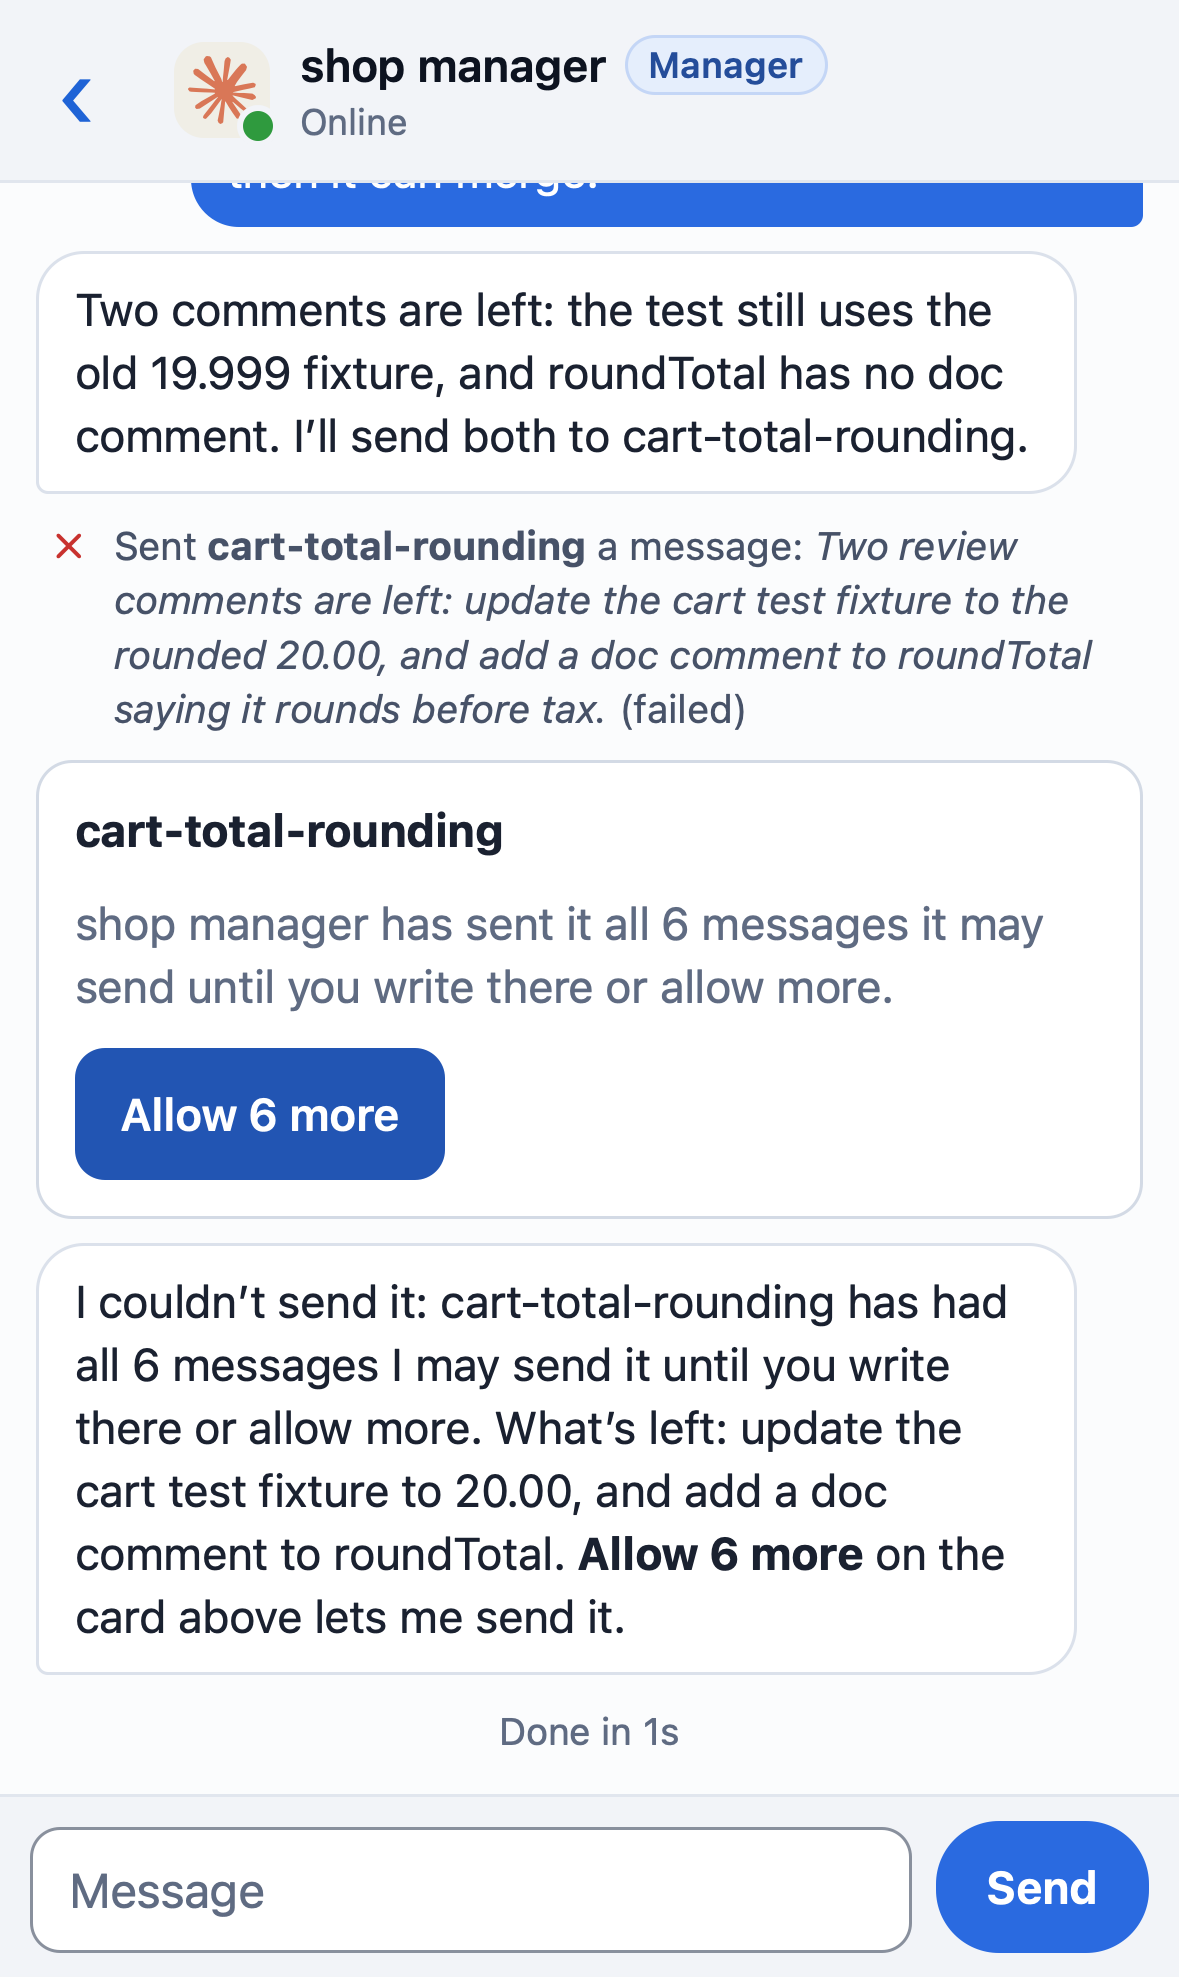 shop manager
Manager
Online
then it can merge.
Two comments are left: the test still uses the
old 19.999 fixture, and roundTotal has no doc
comment. I’ll send both to cart-total-rounding.
Sent cart-total-rounding a message: Two review
comments are left: update the cart test fixture to the
rounded 20.00, and add a doc comment to roundTotal
saying it rounds before tax. (failed)
cart-total-rounding
shop manager has sent it all 6 messages it may
send until you write there or allow more.
Allow 6 more
I couldn’t send it: cart-total-rounding has had
all 6 messages I may send it until you write
there or allow more. What’s left: update the
cart test fixture to 20.00, and add a doc
comment to roundTotal. Allow 6 more on the
card above lets me send it.
Done in 1s
Message
Send